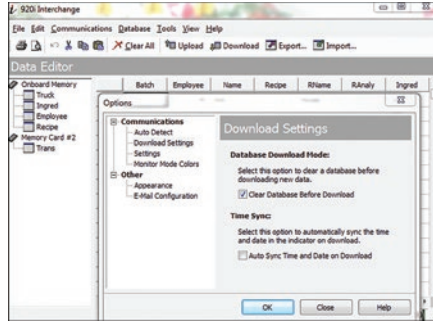 920i Interchange
File Edit Communications Database Tools View Help
Clear All Upload Download Export... Import...
Data Editor
Onboard Memory
Truck
Ingred
Employee
Recipe
Memory Card #2
Trans
Batch Employee Name Recipe RName RAnaly Ingred
Options
Communications
Auto Detect
Download Settings
Settings
Monitor Mode Colors
Other
Appearance
E-Mail Configuration
Download Settings
Database Download Mode:
Select this option to clear a database before
downloading new data.
Clear Database Before Download
Time Sync:
Select this option to automatically sync the time
and date in the indicator on download.
Auto Sync Time and Date on Download
OK Close Help